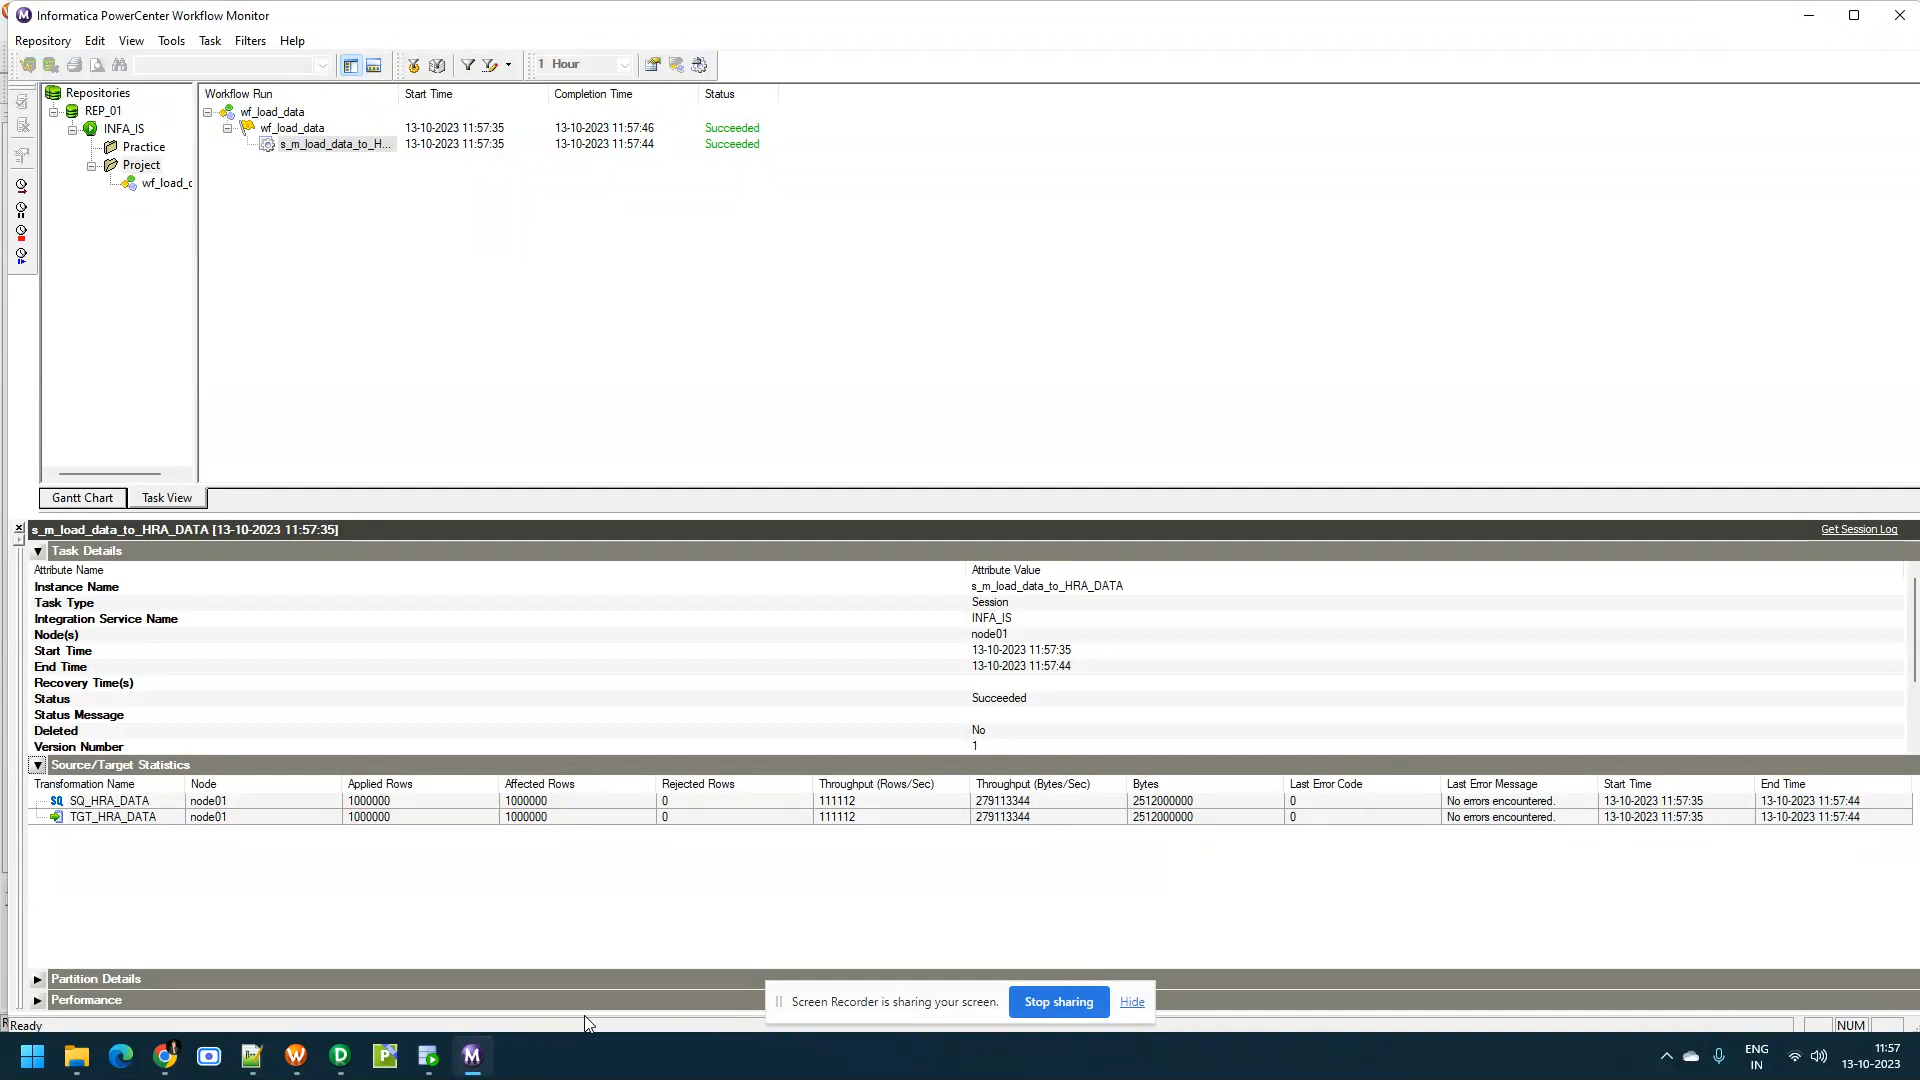 Informatica PowerCenter Workflow Monitor
Repository Edit View Tools Task Filters Help
1 Hour
Repositories
REP_01
INFA_IS
Practice
Project
wf_load_c
Workflow Run Start Time Completion Time Status
wf_load_data
wf_load_data 13-10-2023 11:57:35 13-10-2023 11:57:46 Succeeded
s_m_load_data_to_H... 13-10-2023 11:57:35 13-10-2023 11:57:44 Succeeded
Gantt Chart Task View
s_m_load_data_to_HRA_DATA [13-10-2023 11:57:35] Get Session Log
Task Details
Attribute Name Attribute Value
Instance Name s_m_load_data_to_HRA_DATA
Task Type Session
Integration Service Name INFA_IS
Node(s) node01
Start Time 13-10-2023 11:57:35
End Time 13-10-2023 11:57:44
Recovery Time(s)
Status Succeeded
Status Message
Deleted No
Version Number 1
Source/Target Statistics
Transformation Name Node Applied Rows Affected Rows Rejected Rows Throughput (Rows/Sec) Throughput (Bytes/Sec) Bytes Last Error Code Last Error Message Start Time End Time
SQ SQ_HRA_DATA node01 1000000 1000000 0 111112 279113344 2512000000 0 No errors encountered. 13-10-2023 11:57:35 13-10-2023 11:57:44
TGT_HRA_DATA node01 1000000 1000000 0 111112 279113344 2512000000 0 No errors encountered. 13-10-2023 11:57:35 13-10-2023 11:57:44
Partition Details
Performance
Screen Recorder is sharing your screen. Stop sharing Hide
Ready NUM
ENG
IN
11:57
13-10-2023